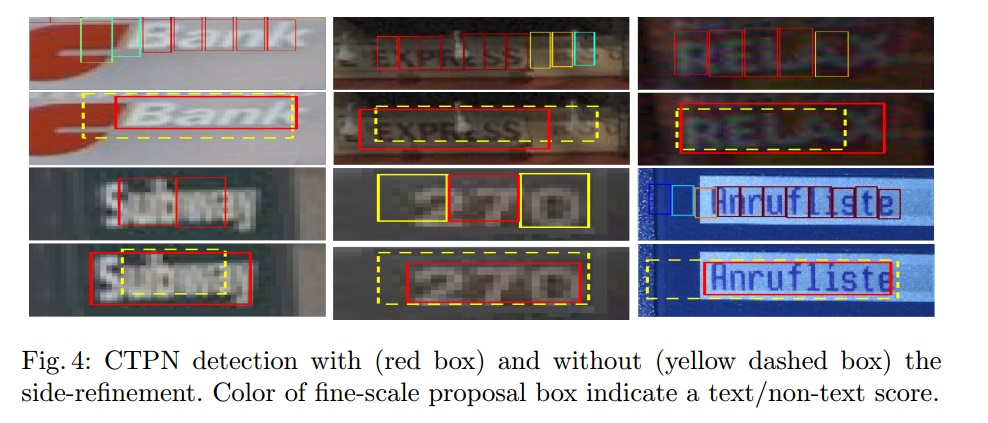 Bank
EXPRESS
RELAX
Bank
EXPRESS
RELAX
Subway
270
Anrufliste
Subway
270
Anrufliste
Fig. 4: CTPN detection with (red box) and without (yellow dashed box) the
side-refinement. Color of fine-scale proposal box indicate a text/non-text score.